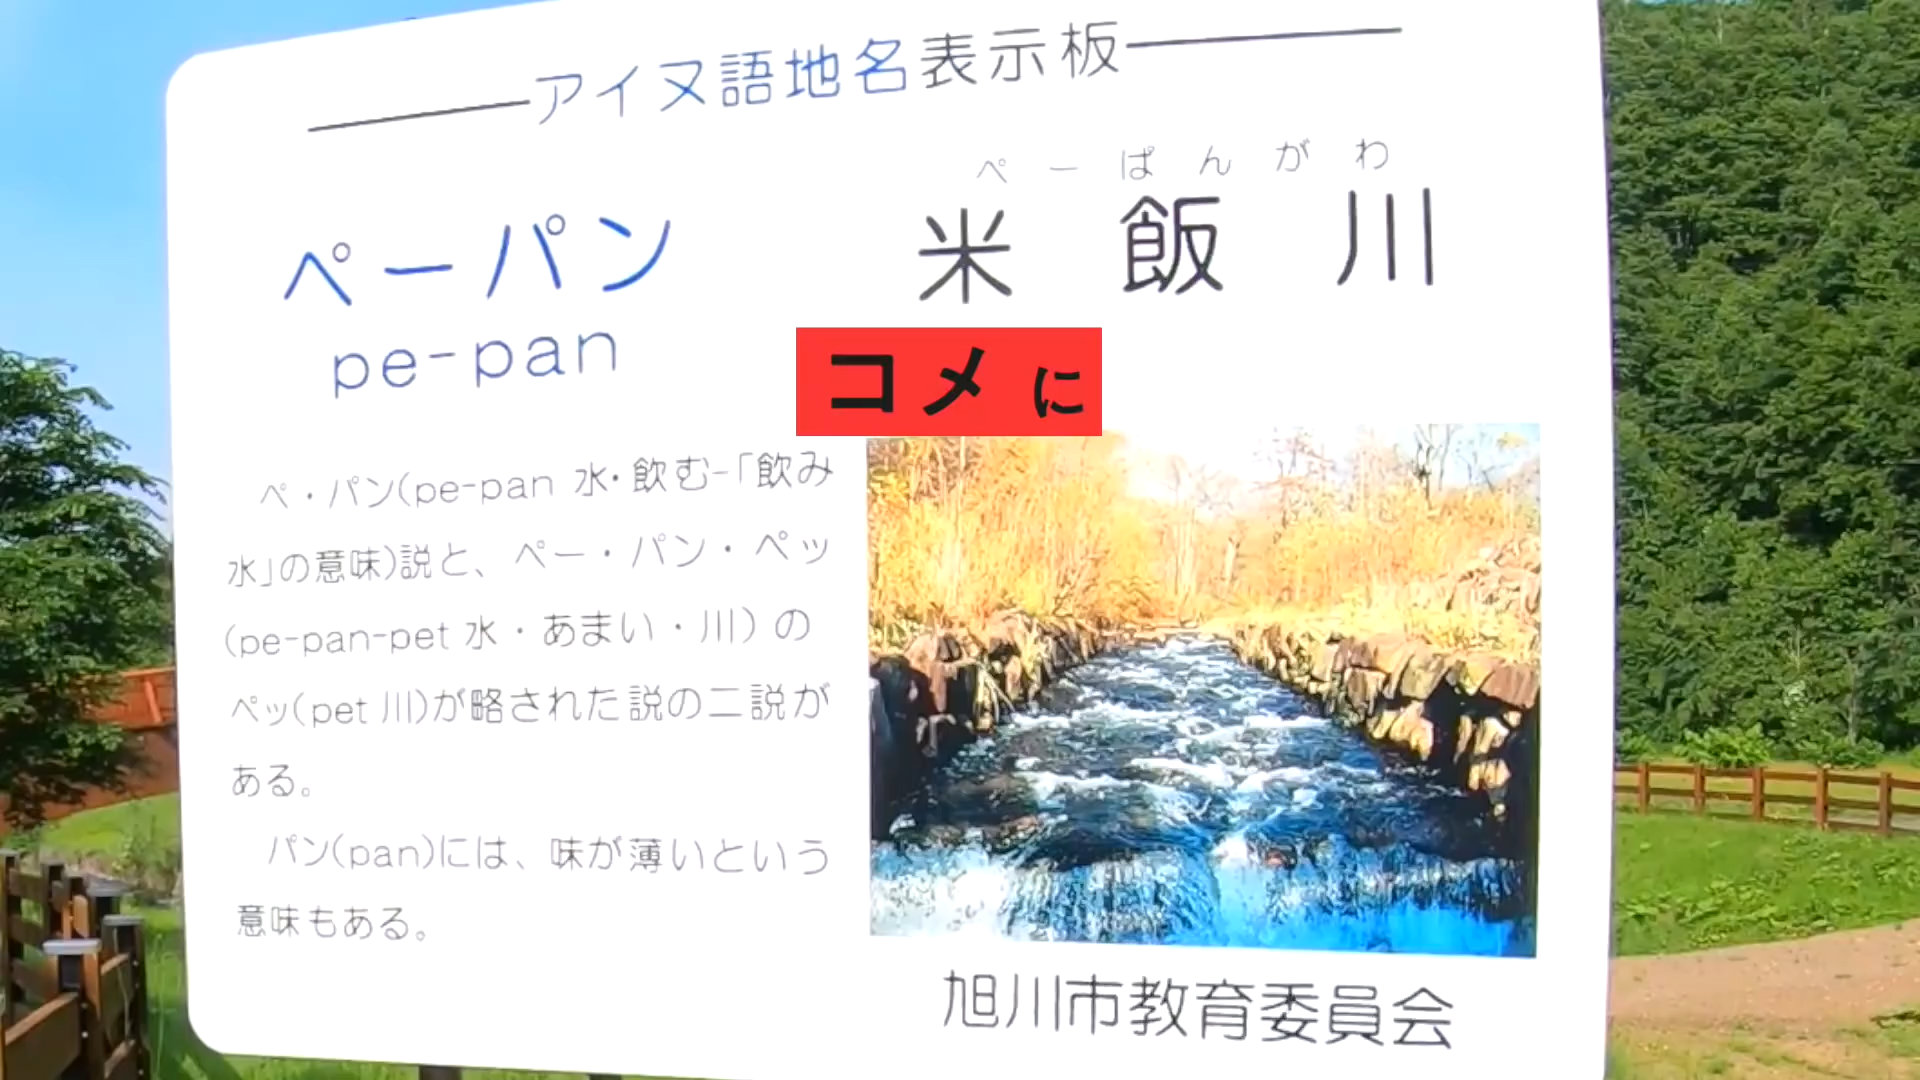 アイヌ語地名表示板
ペーパン
pe-pan
ぺーぱんがわ
米飯川
コメに
ペ・パン(pe-pan 水・飲む-「飲み
水」の意味)説と、ペー・パン・ペッ
(pe-pan-pet 水・あまい・川)の
ペッ(pet 川)が略された説の二説が
ある。
パン(pan)には、味が薄いという
意味もある。
旭川市教育委員会